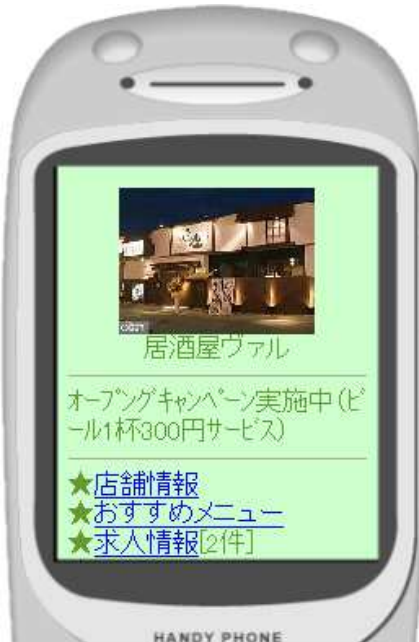 居酒屋ヴァル
ｵｰﾌﾟﾝｸﾞｷｬﾝﾍﾟｰﾝ実施中(ﾋﾞ
ｰﾙ1杯300円ｻｰﾋﾞｽ)
★店舗情報
★おすすめメニュー
★求人情報[2件]
HANDY PHONE